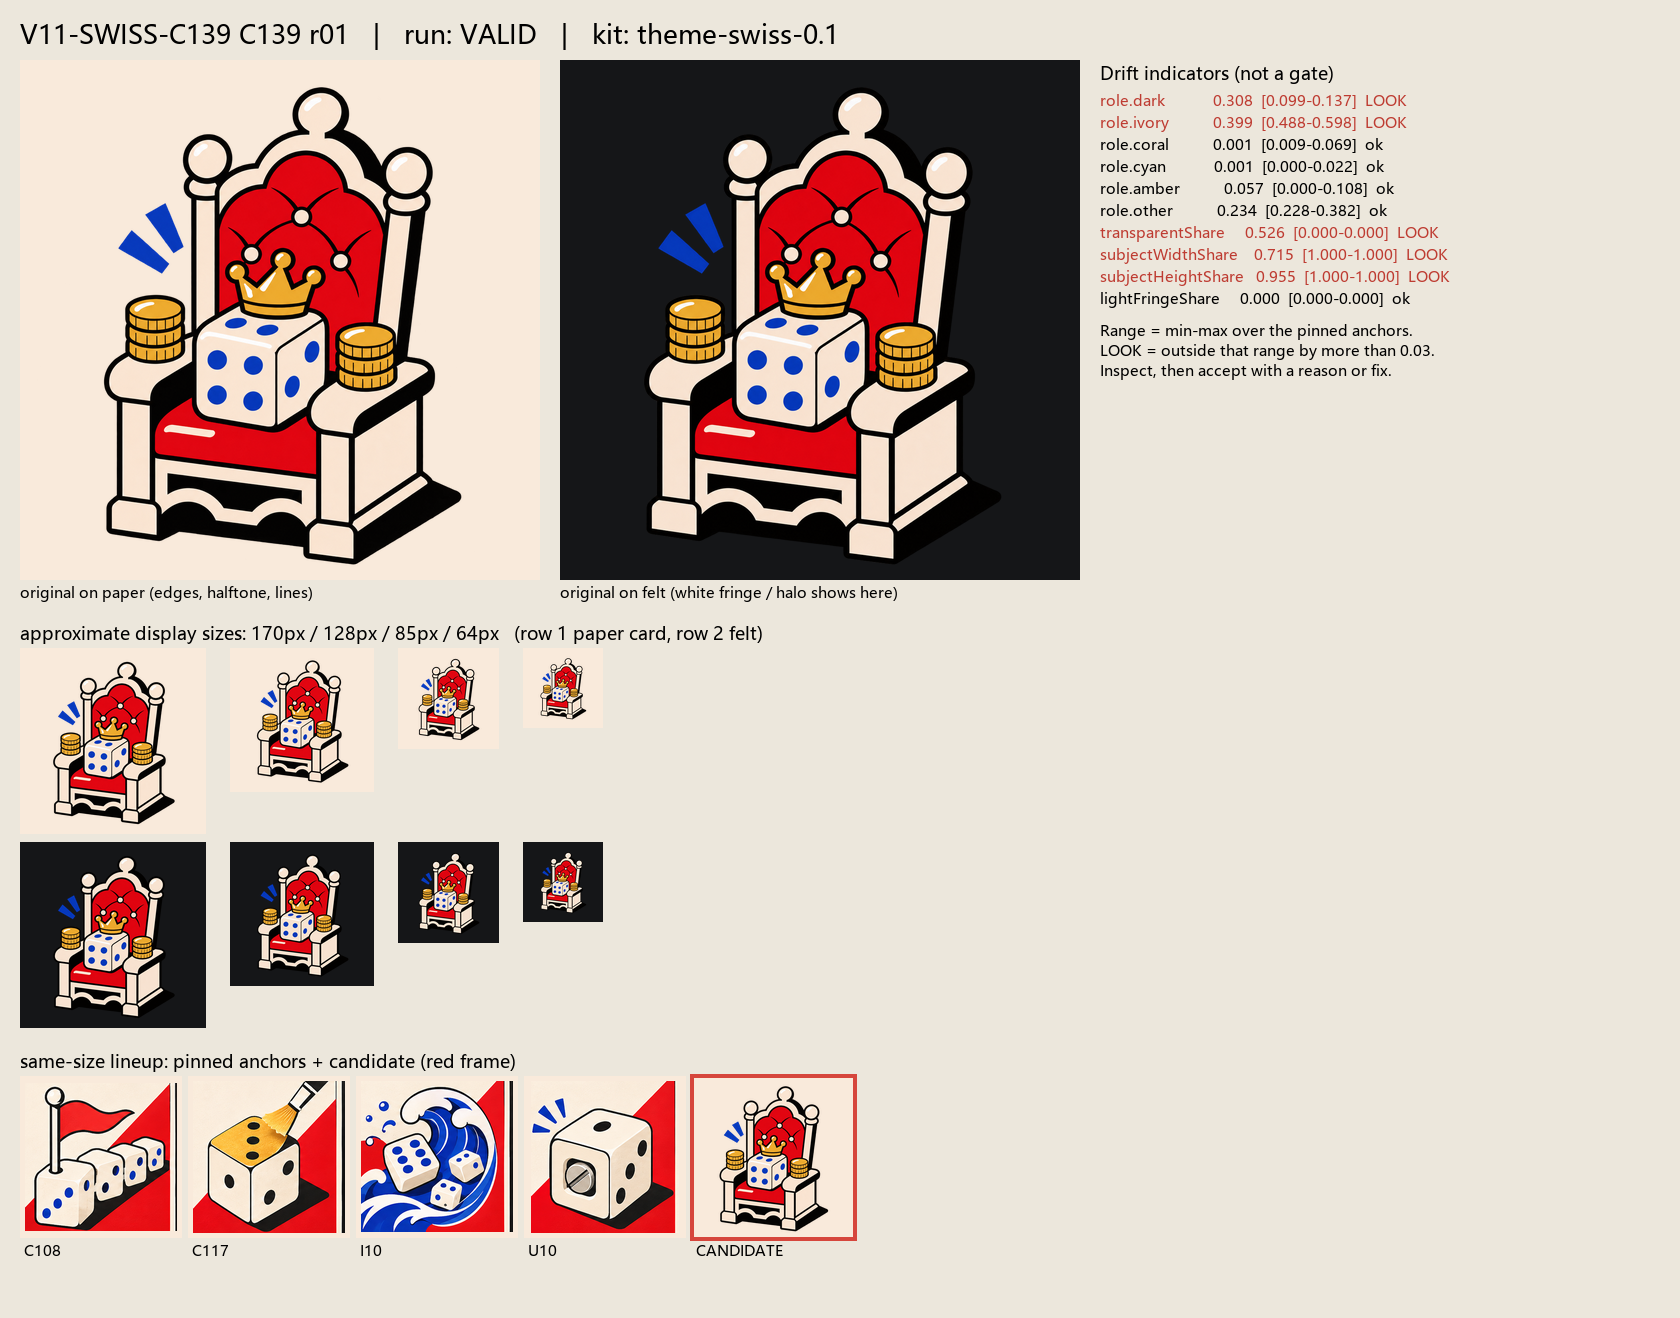 V11-SWISS-C139 C139 r01   |   run: VALID   |   kit: theme-swiss-0.1
Drift indicators (not a gate)
role.dark 0.308 [0.099-0.137] LOOK
role.ivory 0.399 [0.488-0.598] LOOK
role.coral 0.001 [0.009-0.069] ok
role.cyan 0.001 [0.000-0.022] ok
role.amber 0.057 [0.000-0.108] ok
role.other 0.234 [0.228-0.382] ok
transparentShare 0.526 [0.000-0.000] LOOK
subjectWidthShare 0.715 [1.000-1.000] LOOK
subjectHeightShare 0.955 [1.000-1.000] LOOK
lightFringeShare 0.000 [0.000-0.000] ok
Range = min-max over the pinned anchors.
LOOK = outside that range by more than 0.03.
Inspect, then accept with a reason or fix.
original on paper (edges, halftone, lines)
original on felt (white fringe / halo shows here)
approximate display sizes: 170px / 128px / 85px / 64px   (row 1 paper card, row 2 felt)
same-size lineup: pinned anchors + candidate (red frame)
C108
C117
I10
U10
CANDIDATE